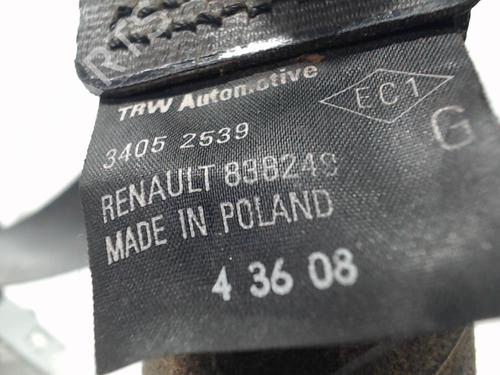 TRW Automotive
EC1
3405 2539
G
RENAULT 838249
MADE IN POLAND
4 36 08